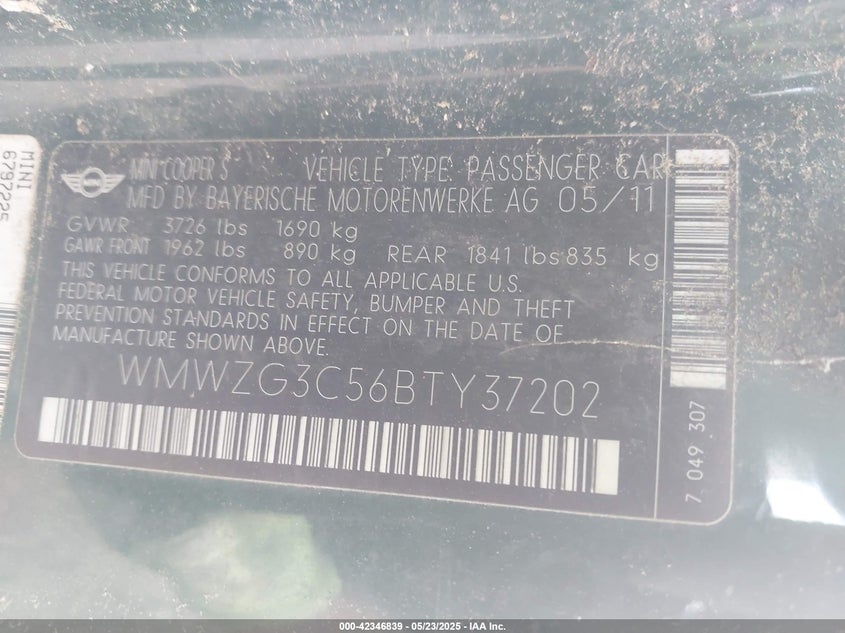 MINI COOPER S VEHICLE TYPE: PASSENGER CAR
MFD BY BAYERISCHE MOTORENWERKE AG 05/11
GVWR 3726 lbs 1690 kg
GAWR FRONT 1962 lbs 890 kg REAR 1841 lbs 835 kg
THIS VEHICLE CONFORMS TO ALL APPLICABLE U.S.
FEDERAL MOTOR VEHICLE SAFETY, BUMPER AND THEFT
PREVENTION STANDARDS IN EFFECT ON THE DATE OF
MANUFACTURE SHOWN ABOVE.
WMWZG3C56BTY37202
7 049 307
MINI
6797225
000-42346839 - 05/23/2025 - IAA Inc.